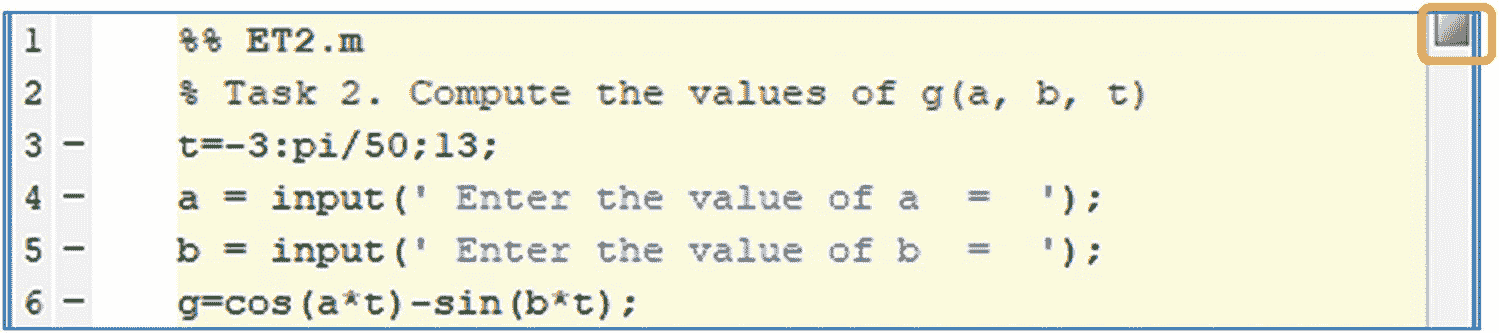 1 %% ET2.m
2 % Task 2. Compute the values of g(a, b, t)
3 - t=-3:pi/50;13;
4 - a = input(' Enter the value of a  =  ');
5 - b = input(' Enter the value of b  =  ');
6 - g=cos(a*t)-sin(b*t);